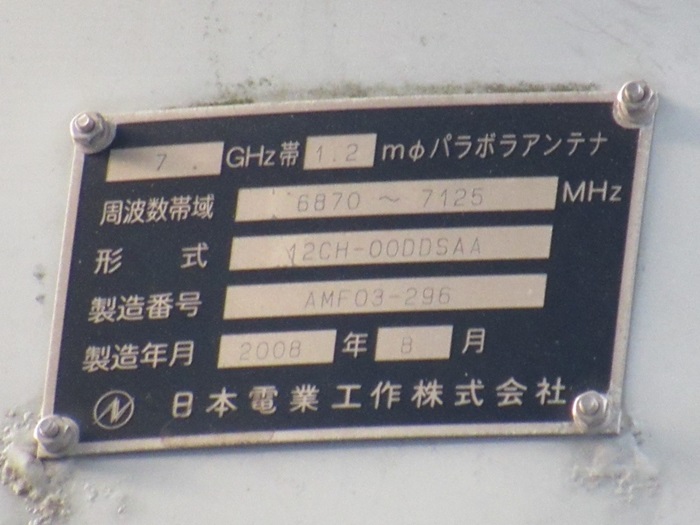 7. GHz帯 1.2 mφパラボラアンテナ
周波数帯域 6870 〜 7125 MHz
形 式 12CH-00DDSAA
製造番号 AMF03-296
製造年月 2008 年 8 月
日本電業工作株式会社